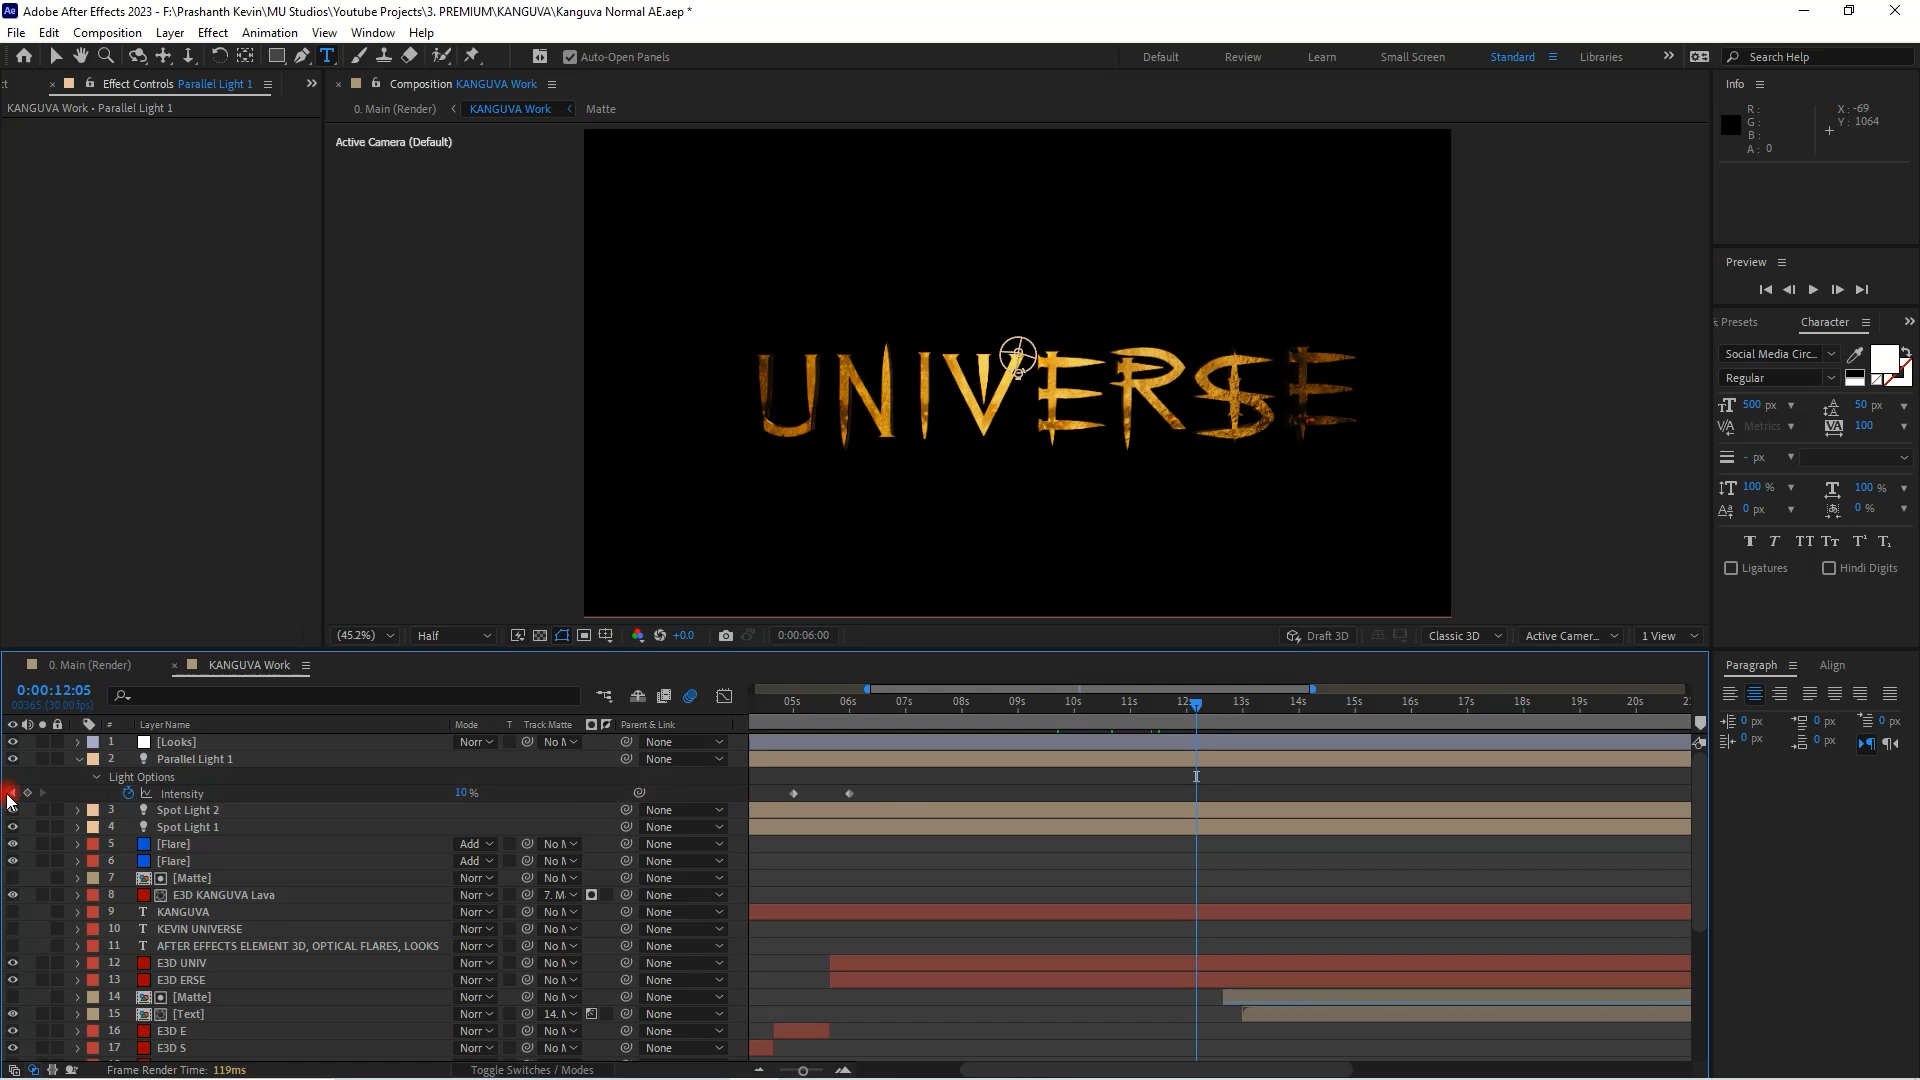 Adobe After Effects 2023 - F:\Prashanth Kevin\MU Studios\Youtube Projects\3. PREMIUM\KANGUVA\Kanguva Normal AE.aep *
File Edit Composition Layer Effect Animation View Window Help
Auto-Open Panels Default Review Learn Small Screen Standard Libraries Search Help
Effect Controls Parallel Light 1 Composition KANGUVA Work Info
KANGUVA Work • Parallel Light 1 0. Main (Render) KANGUVA Work Matte
R: X: -69
G: Y: 1064
B:
A: 0
Active Camera (Default)
UNIVERSE
Preview
Presets Character
Social Media Circ...
Regular
500 px 50 px
Metrics 100
- px
100 % 100 %
0 px 0 %
T T TT Tt T¹ T₁
Ligatures Hindi Digits
(45.2%) Half +0.0 0:00:06:00 Draft 3D Classic 3D Active Camer... 1 View
0. Main (Render) KANGUVA Work Paragraph Align
0:00:12:05
00365 (30.00 fps)
05s 06s 07s 08s 09s 10s 11s 12s 13s 14s 15s 16s 17s 18s 19s 20s
0 px 0 px 0 px
0 px 0 px
# Layer Name Mode T Track Matte Parent & Link
1 [Looks] Norr No M None
2 Parallel Light 1 None
Light Options
Intensity 10 %
3 Spot Light 2 None
4 Spot Light 1 None
5 [Flare] Add No M None
6 [Flare] Add No M None
7 [Matte] Norr No M None
8 E3D KANGUVA Lava Norr 7. M None
9 KANGUVA Norr No M None
10 KEVIN UNIVERSE Norr No M None
11 AFTER EFFECTS ELEMENT 3D, OPTICAL FLARES, LOOKS Norr No M None
12 E3D UNIV Norr No M None
13 E3D ERSE Norr No M None
14 [Matte] Norr No M None
15 [Text] Norr 14. None
16 E3D E Norr No M None
17 E3D S Norr No M None
Frame Render Time: 119ms Toggle Switches / Modes